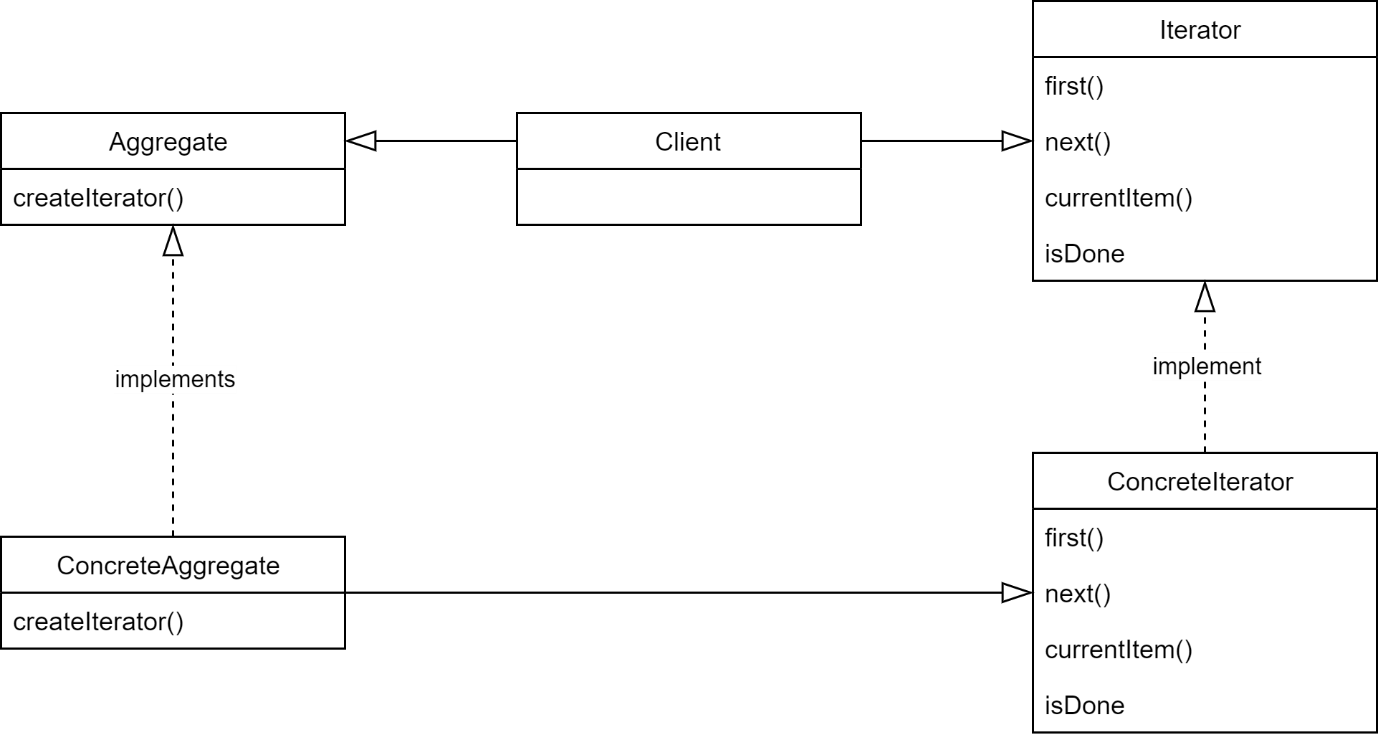 Iterator
first()
next()
currentItem()
isDone
Aggregate
createIterator()
Client
implements
implement
ConcreteAggregate
createIterator()
ConcreteIterator
first()
next()
currentItem()
isDone